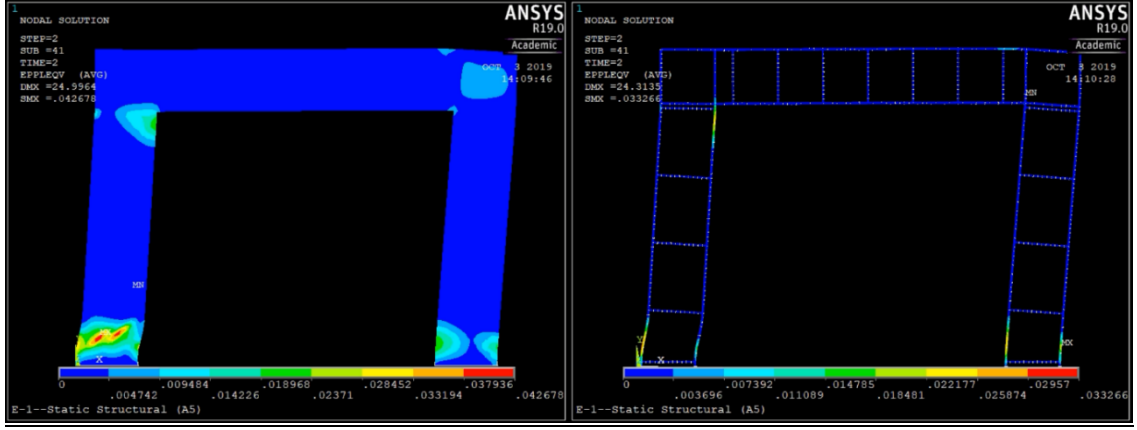 1
NODAL SOLUTION
STEP=2
SUB =41
TIME=2
EPPLEQV (AVG)
DMX =24.9964
SMX =.042678
ANSYS
R19.0
Academic
OCT 3 2019
14:09:46
MN
X
0
.004742
.009484
.014226
.018968
.02371
.028452
.033194
.037936
.042678
E-1--Static Structural (A5)
1
NODAL SOLUTION
STEP=2
SUB =41
TIME=2
EPPLEQV (AVG)
DMX =24.3135
SMX =.033266
ANSYS
R19.0
Academic
OCT 3 2019
14:10:28
MN
Y
X
MX
0
.003696
.007392
.011089
.014785
.018481
.022177
.025874
.02957
.033266
E-1--Static Structural (A5)